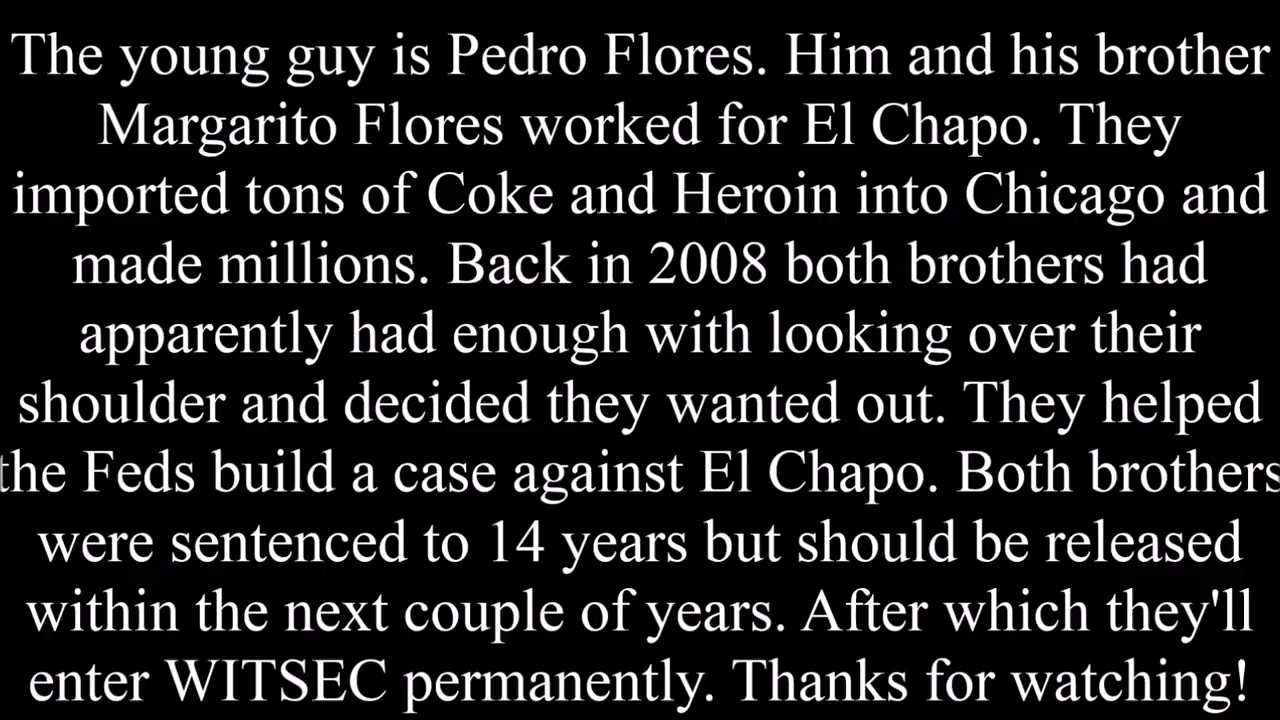 The young guy is Pedro Flores. Him and his brother
Margarito Flores worked for El Chapo. They
imported tons of Coke and Heroin into Chicago and
made millions. Back in 2008 both brothers had
apparently had enough with looking over their
shoulder and decided they wanted out. They helped
the Feds build a case against El Chapo. Both brothers
were sentenced to 14 years but should be released
within the next couple of years. After which they'll
enter WITSEC permanently. Thanks for watching!